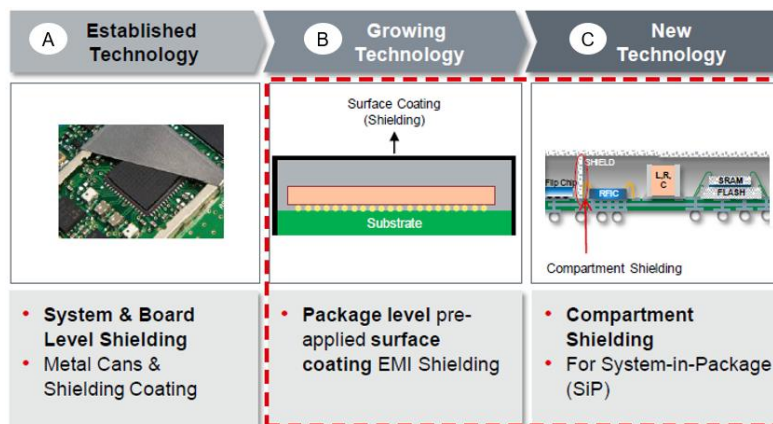 A
Established
Technology
B
Growing
Technology
C
New
Technology
Surface Coating
(Shielding)
Substrate
SHIELD
Flip Chip
RFIC
L.R.
C
SRAM
FLASH
Compartment Shielding
• System & Board
Level Shielding
• Metal Cans &
Shielding Coating
• Package level pre-
applied surface
coating EMI Shielding
• Compartment
Shielding
• For System-in-Package
(SiP)